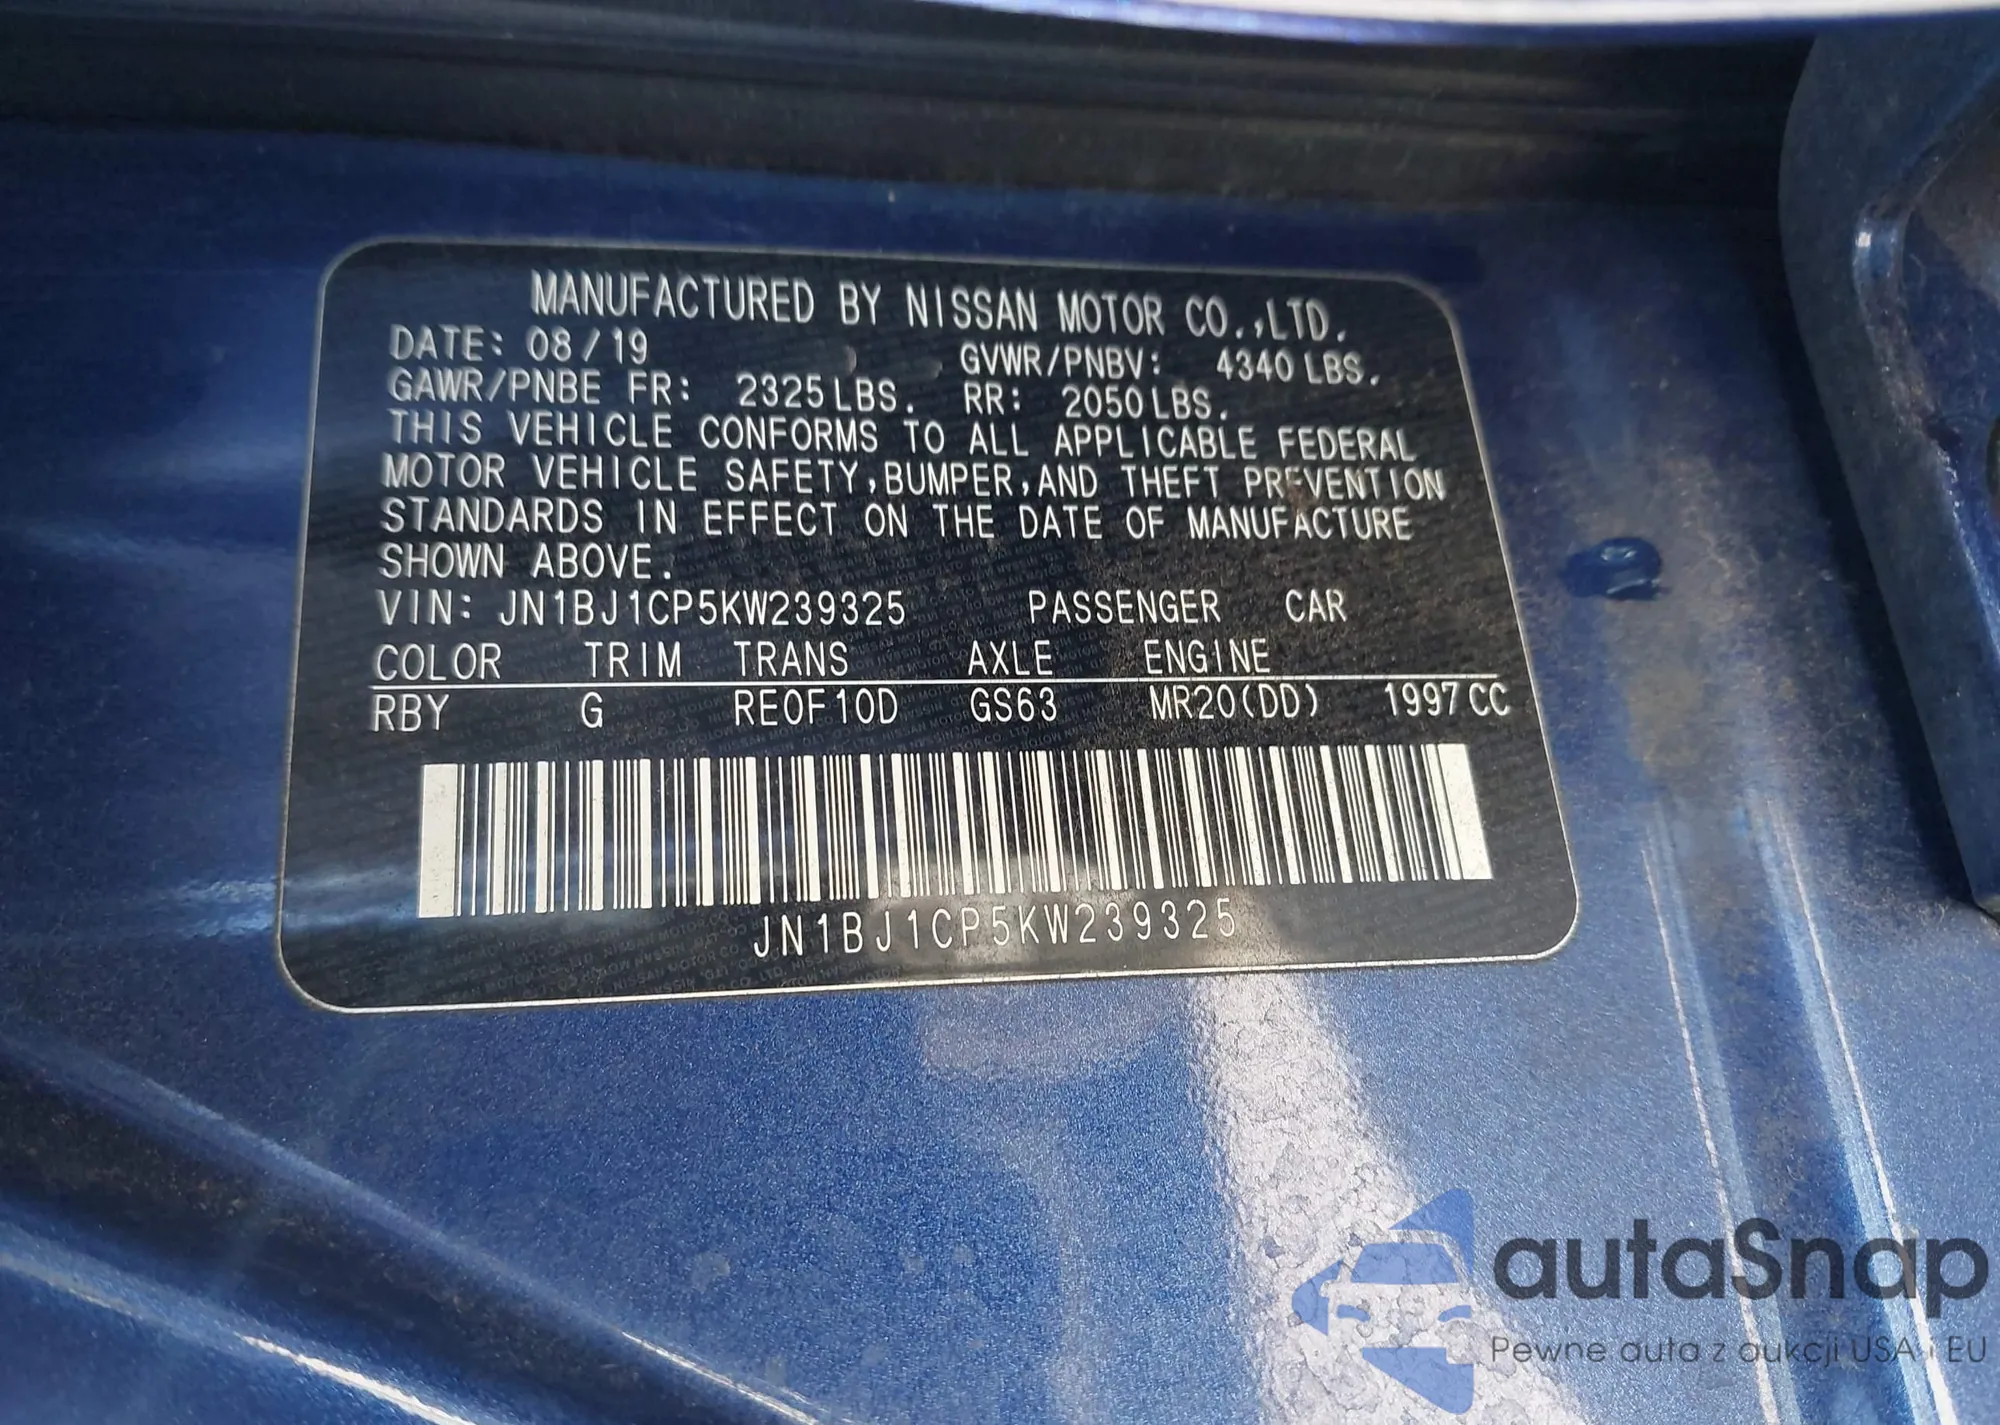 MANUFACTURED BY NISSAN MOTOR CO.,LTD.
DATE: 08/19 GVWR/PNBV: 4340 LBS.
GAWR/PNBE FR: 2325 LBS. RR: 2050 LBS.
THIS VEHICLE CONFORMS TO ALL APPLICABLE FEDERAL
MOTOR VEHICLE SAFETY,BUMPER,AND THEFT PREVENTION
STANDARDS IN EFFECT ON THE DATE OF MANUFACTURE
SHOWN ABOVE.
VIN: JN1BJ1CP5KW239325 PASSENGER CAR
COLOR TRIM TRANS AXLE ENGINE
RBY G RE0F10D GS63 MR20(DD) 1997 CC
JN1BJ1CP5KW239325
autaSnap
Pewne auta z aukcji USA i EU